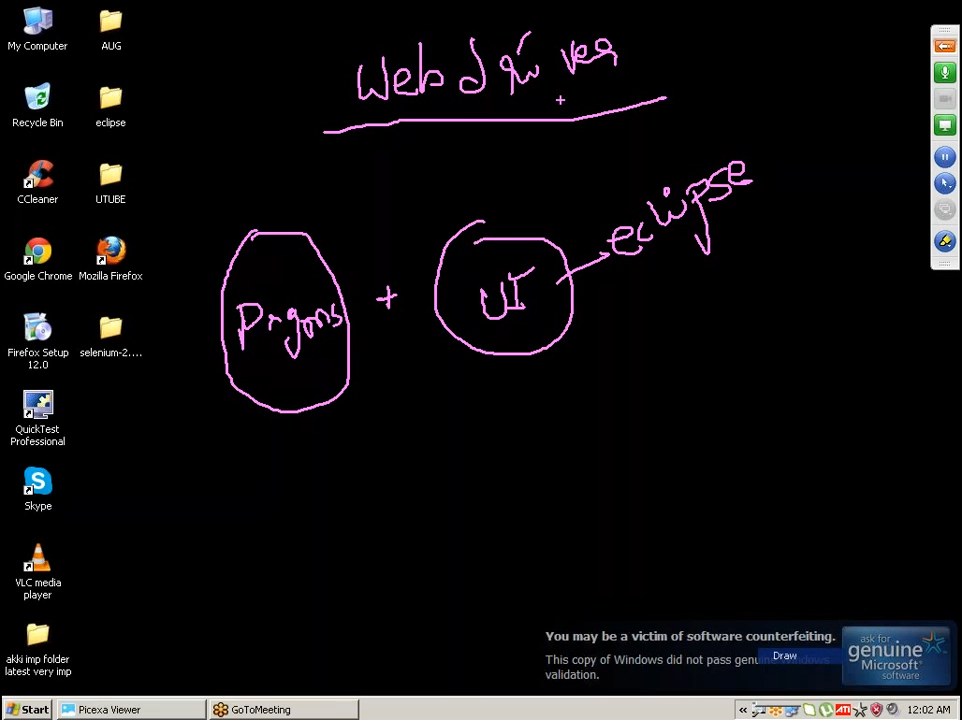 My Computer
AUG
Recycle Bin
eclipse
CCleaner
UTUBE
Google Chrome
Mozilla Firefox
Firefox Setup
12.0
selenium-2....
QuickTest
Professional
Skype
VLC media
player
akki imp folder
latest very imp
Web driver
eclipse
Prgms + UI
You may be a victim of software counterfeiting.
This copy of Windows did not pass genuine Windows
validation.
Draw
ask for
genuine
Microsoft
software
Start
Picexa Viewer
GoToMeeting
«
ATI
12:02 AM